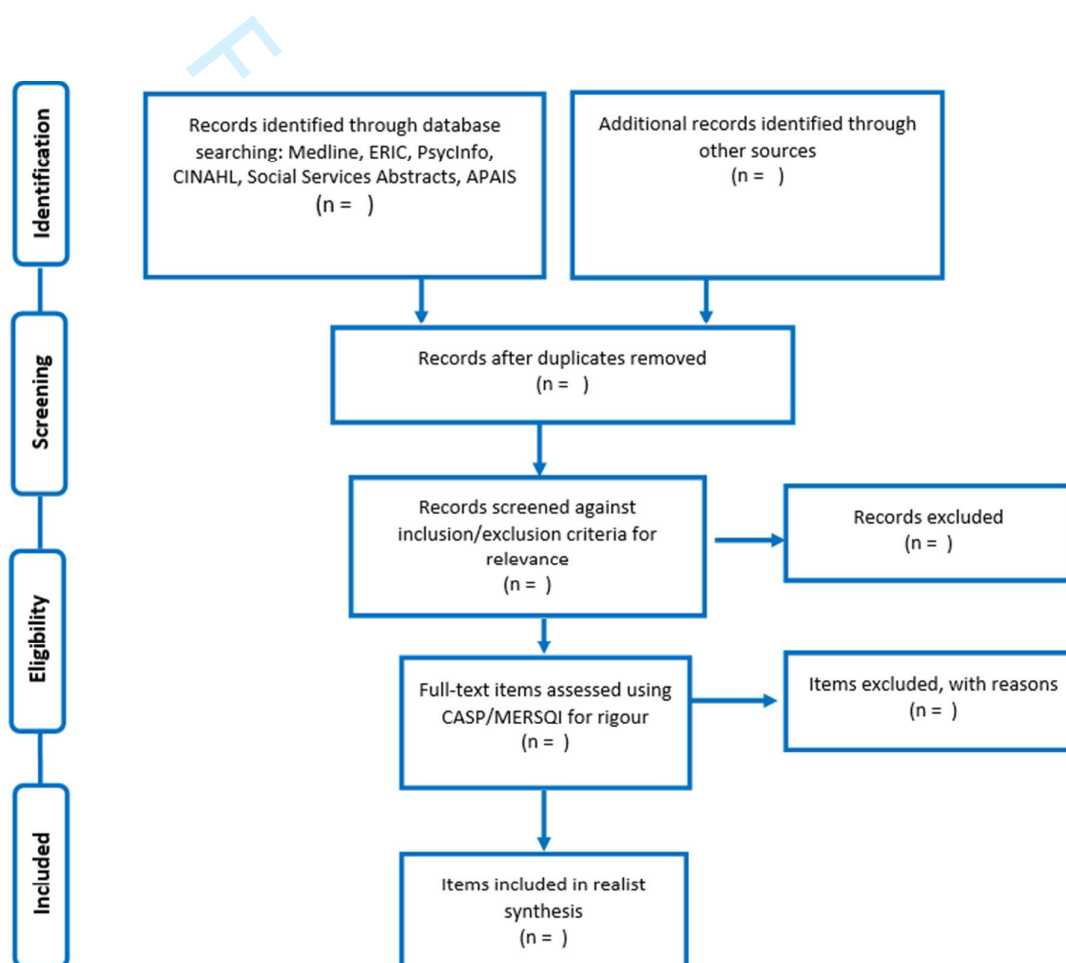 Identification
Records identified through database
searching: Medline, ERIC, PsycInfo,
CINAHL, Social Services Abstracts, APAIS
(n = )
Additional records identified through
other sources
(n = )
Screening
Records after duplicates removed
(n = )
Records screened against
inclusion/exclusion criteria for
relevance
(n = )
Records excluded
(n = )
Eligibility
Full-text items assessed using
CASP/MERSQI for rigour
(n = )
Items excluded, with reasons
(n = )
Included
Items included in realist
synthesis
(n = )